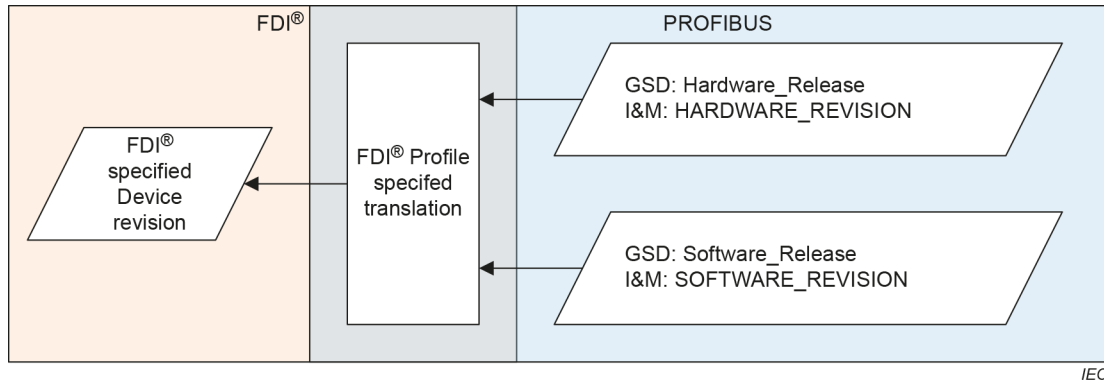 FDI®
PROFIBUS
FDI®
specified
Device
revision
FDI® Profile
specifed
translation
GSD: Hardware_Release
I&M: HARDWARE_REVISION
GSD: Software_Release
I&M: SOFTWARE_REVISION
IEC